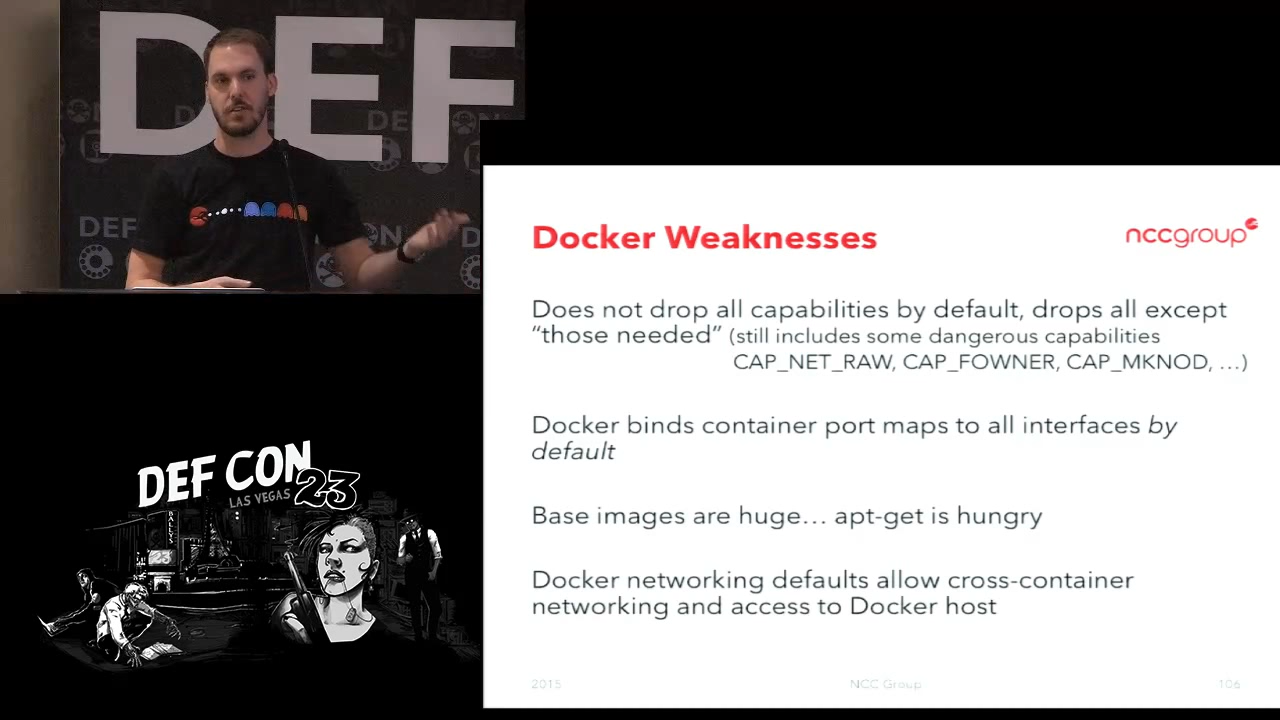 DEF
DEF
DEF
Docker Weaknesses
nccgroup
Does not drop all capabilities by default, drops all except
“those needed” (still includes some dangerous capabilities
CAP_NET_RAW, CAP_FOWNER, CAP_MKNOD, …)
Docker binds container port maps to all interfaces by
default
Base images are huge… apt-get is hungry
Docker networking defaults allow cross-container
networking and access to Docker host
2015
NCC Group
106
DEF CON
LAS VEGAS 23
BALLY'S